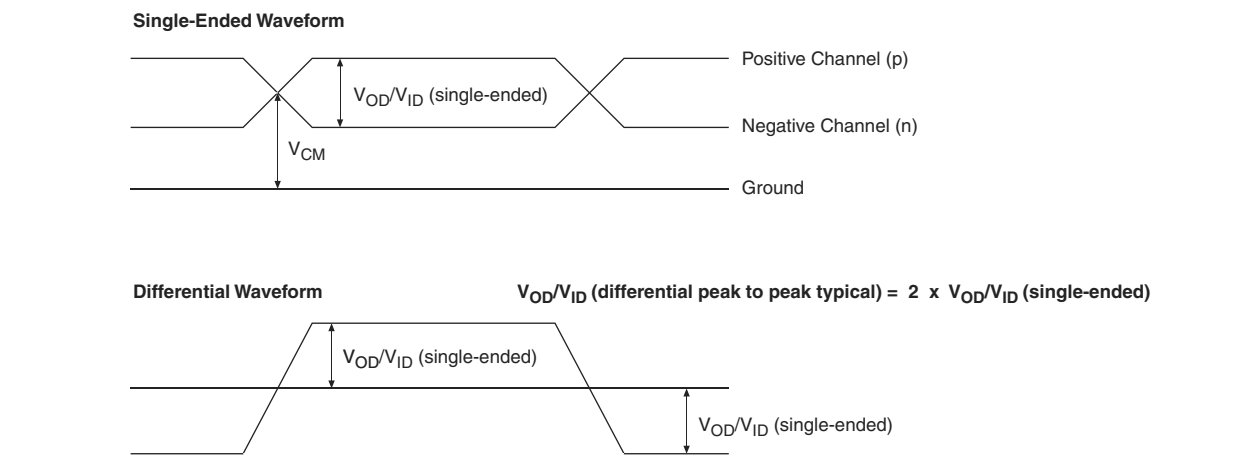 Single-Ended Waveform
Positive Channel (p)
VOD/VID (single-ended)
Negative Channel (n)
VCM
Ground
Differential Waveform
VOD/VID (differential peak to peak typical) = 2 x VOD/VID (single-ended)
VOD/VID (single-ended)
VOD/VID (single-ended)